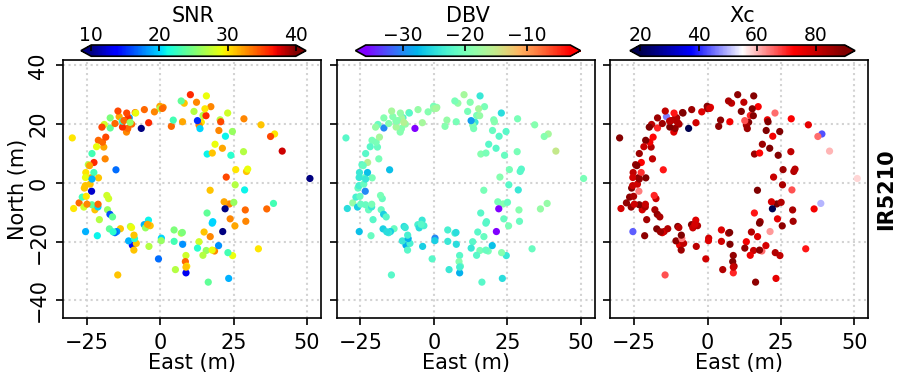 SNR DBV Xc
10 20 30 40 −30 −20 −10 20 40 60 80
40
20
0
−20
−40
North (m)
−25 0 25 50 −25 0 25 50 −25 0 25 50
East (m) East (m) East (m)
IR5210